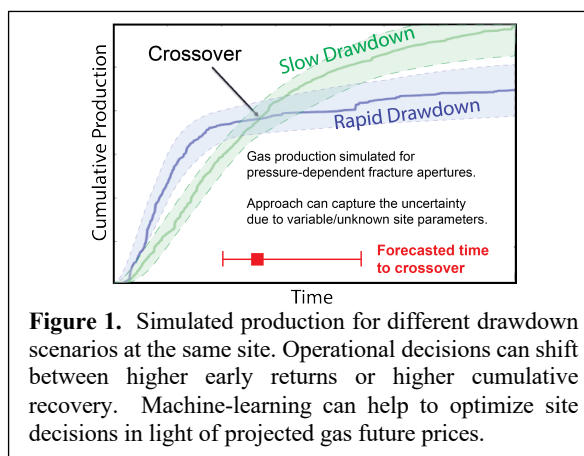 Crossover
Slow Drawdown
Rapid Drawdown
Cumulative Production
Gas production simulated for
pressure-dependent fracture apertures.
Approach can capture the uncertainty
due to variable/unknown site parameters.
Forecasted time
to crossover
Time
Figure 1. Simulated production for different drawdown
scenarios at the same site. Operational decisions can shift
between higher early returns or higher cumulative
recovery. Machine-learning can help to optimize site
decisions in light of projected gas future prices.